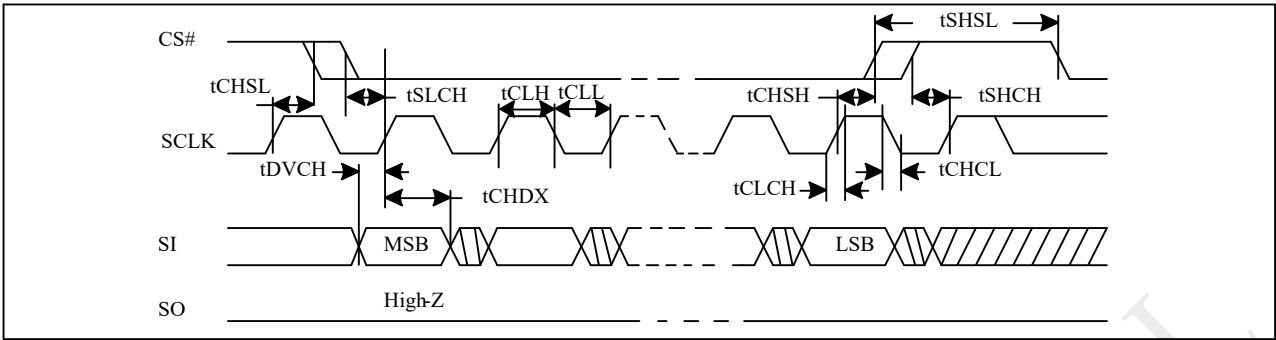 tSHSL
CS#
tCHSL
tSLCH
tCLH
tCLL
tCHSH
tSHCH
SCLK
tDVCH
tCHDX
tCLCH
tCHCL
SI
MSB
LSB
SO
High-Z